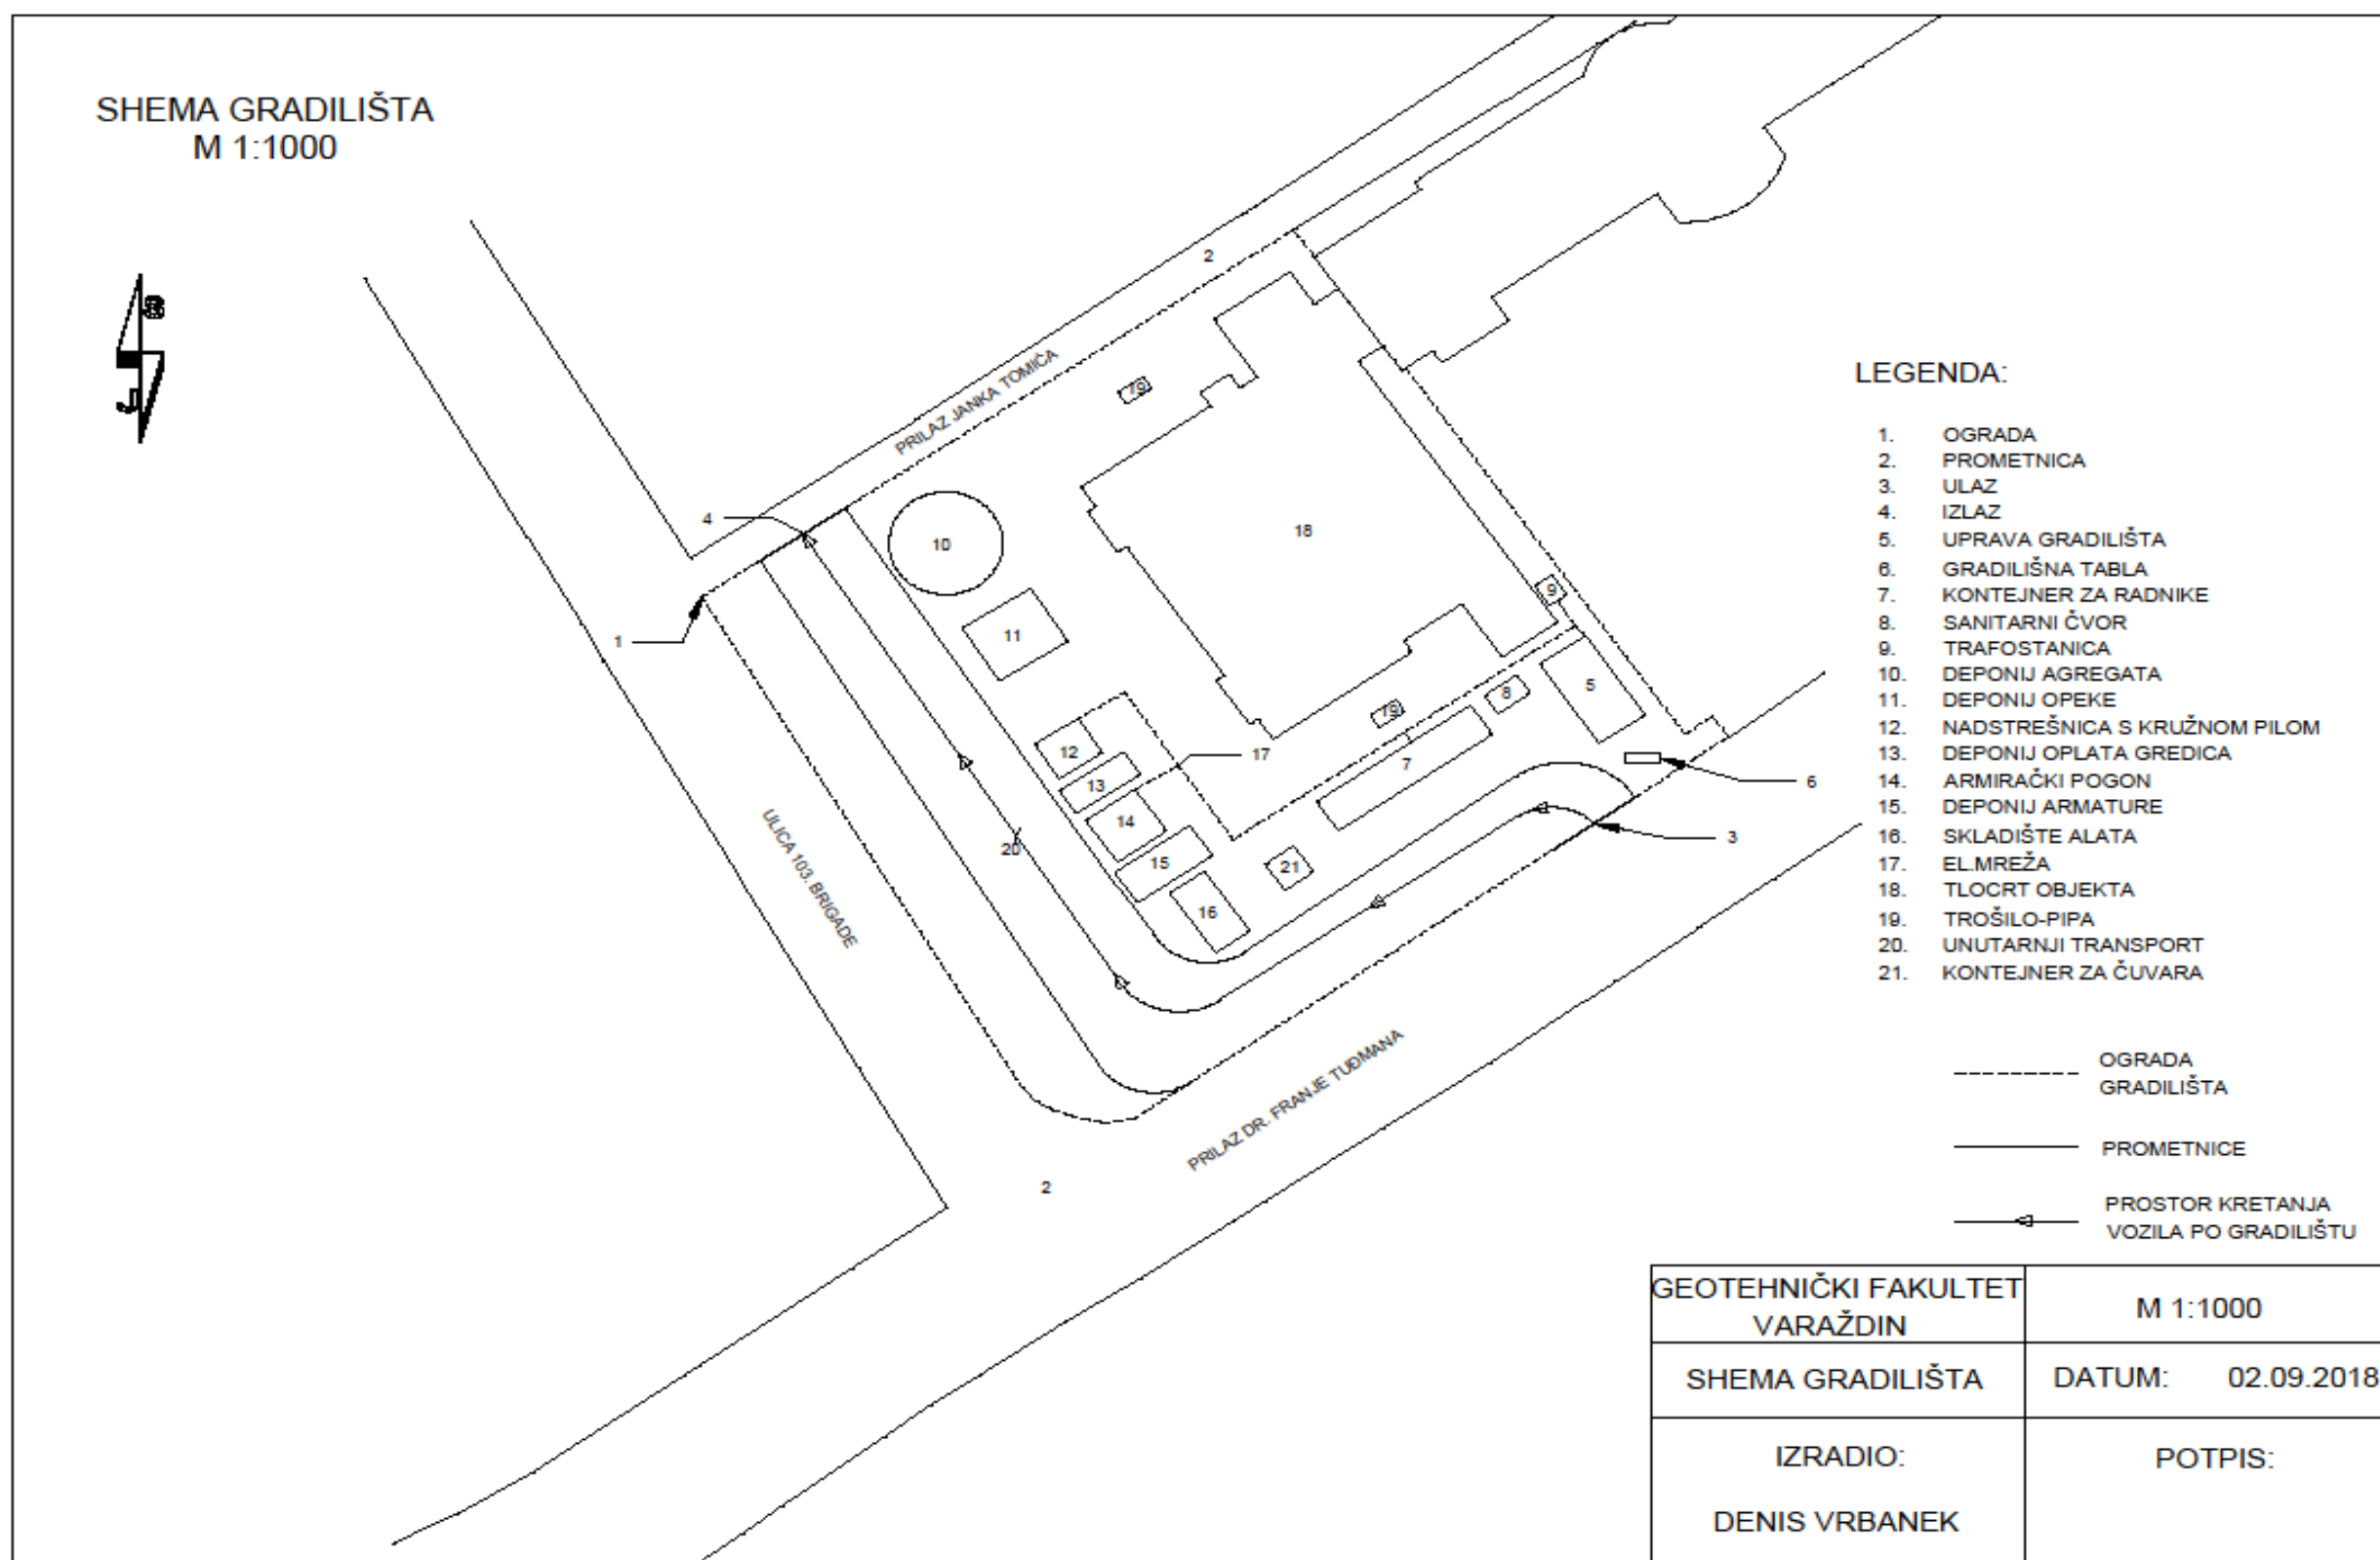 SHEMA GRADILIŠTA
M 1:1000
S
J
2
PRILAZ JANKA TOMIĆA
19
4
10
18
1
11
9
5
8
19
12
17
7
6
13
14
3
20
15
21
16
ULICA 103. BRIGADE
PRILAZ DR. FRANJE TUĐMANA
2
LEGENDA:
1. OGRADA
2. PROMETNICA
3. ULAZ
4. IZLAZ
5. UPRAVA GRADILIŠTA
6. GRADILIŠNA TABLA
7. KONTEJNER ZA RADNIKE
8. SANITARNI ČVOR
9. TRAFOSTANICA
10. DEPONIJ AGREGATA
11. DEPONIJ OPEKE
12. NADSTREŠNICA S KRUŽNOM PILOM
13. DEPONIJ OPLATA GREDICA
14. ARMIRAČKI POGON
15. DEPONIJ ARMATURE
16. SKLADIŠTE ALATA
17. EL.MREŽA
18. TLOCRT OBJEKTA
19. TROŠILO-PIPA
20. UNUTARNJI TRANSPORT
21. KONTEJNER ZA ČUVARA
OGRADA
GRADILIŠTA
PROMETNICE
PROSTOR KRETANJA
VOZILA PO GRADILIŠTU
GEOTEHNIČKI FAKULTET
VARAŽDIN
M 1:1000
SHEMA GRADILIŠTA
DATUM: 02.09.2018
IZRADIO:
DENIS VRBANEK
POTPIS: